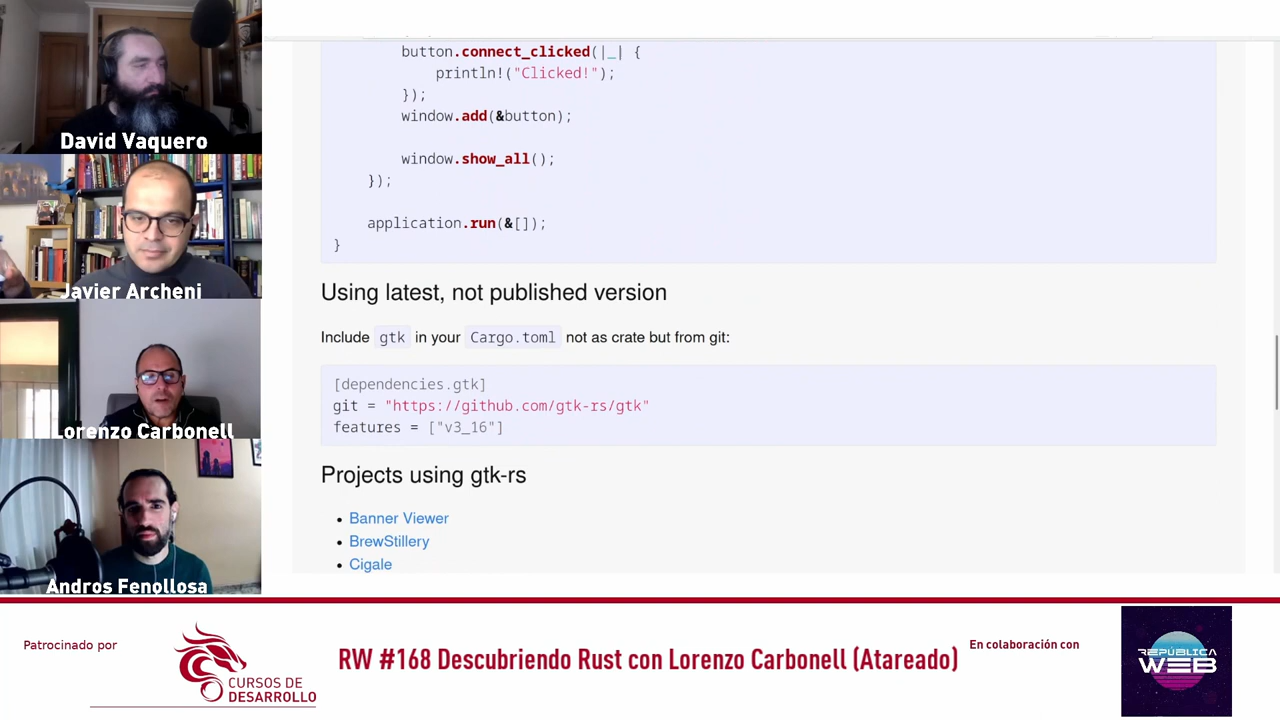 David Vaquero
Javier Archeni
Lorenzo Carbonell
Andros Fenollosa
button.connect_clicked(|_| {
println!("Clicked!");
});
window.add(&button);
window.show_all();
});
application.run(&[]);
}
Using latest, not published version
Include gtk in your Cargo.toml not as crate but from git:
[dependencies.gtk]
git = "https://github.com/gtk-rs/gtk"
features = ["v3_16"]
Projects using gtk-rs
• Banner Viewer
• BrewStillery
• Cigale
Patrocinado por
CURSOS DE
DESARROLLO
RW #168 Descubriendo Rust con Lorenzo Carbonell (Atareado)
En colaboración con
REPÚBLICA
WEB